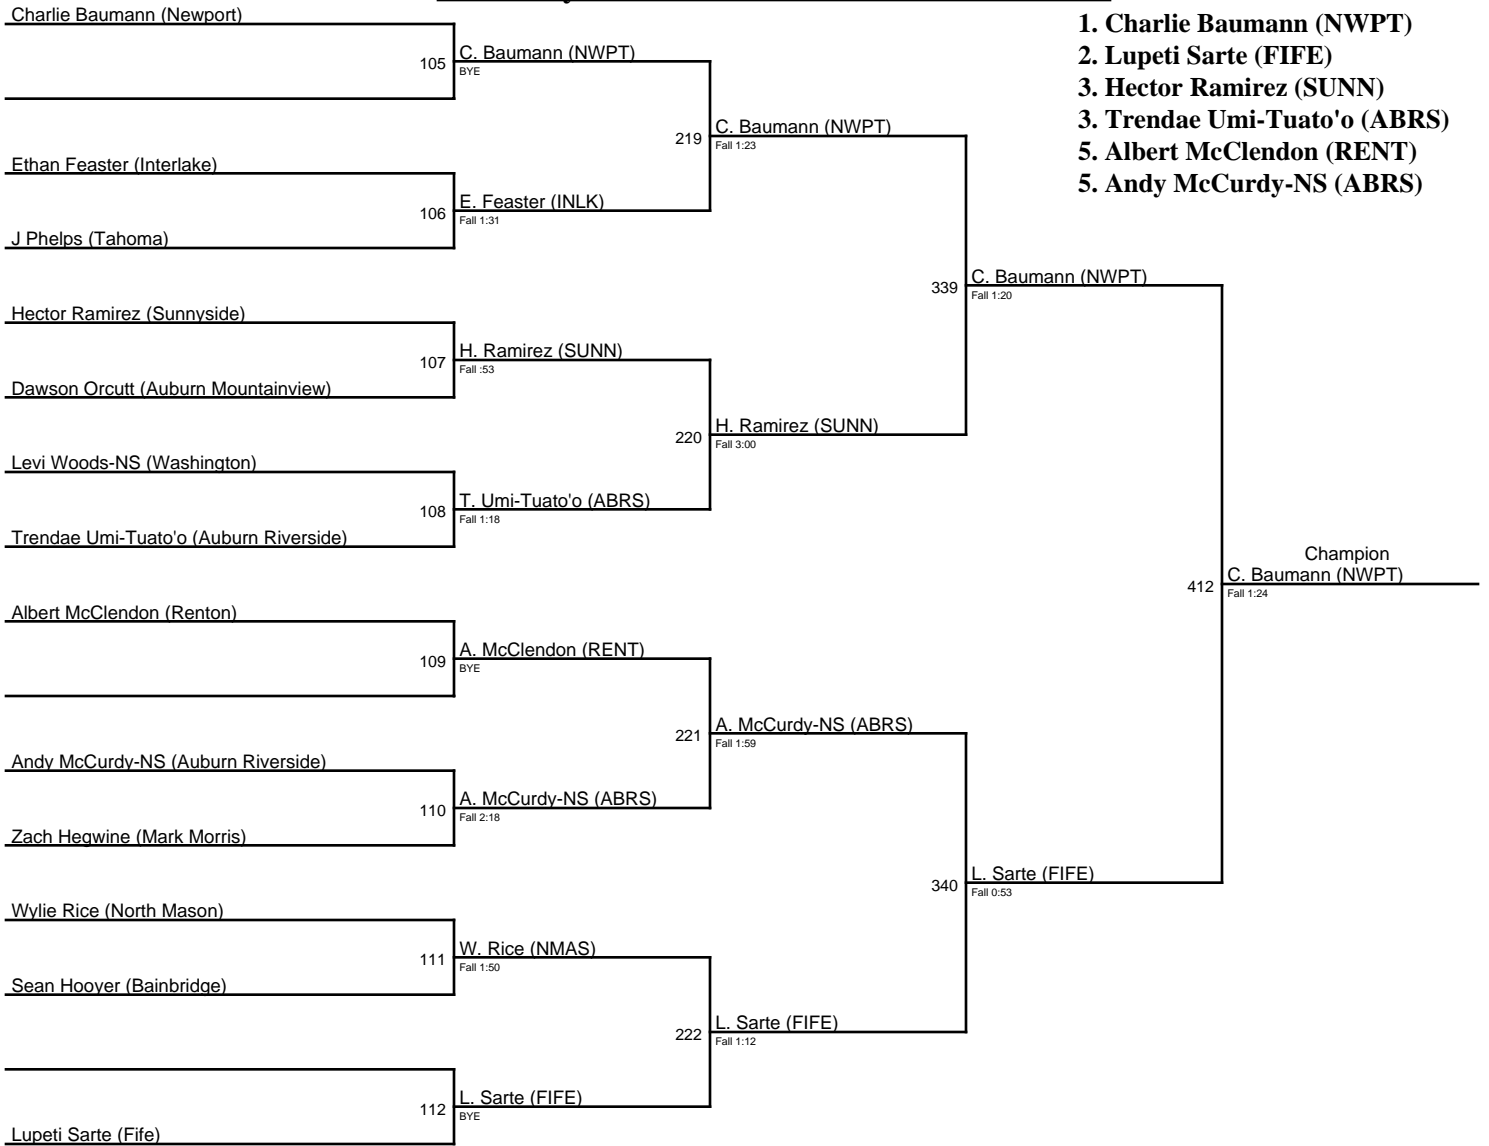 Charlie Baumann (Newport)
105
C. Baumann (NWPT)
BYE
219
C. Baumann (NWPT)
Fall 1:23
Ethan Feaster (Interlake)
106
E. Feaster (INLK)
Fall 1:31
J Phelps (Tahoma)
339
C. Baumann (NWPT)
Fall 1:20
Hector Ramirez (Sunnyside)
107
H. Ramirez (SUNN)
Fall :53
Dawson Orcutt (Auburn Mountainview)
220
H. Ramirez (SUNN)
Fall 3:00
Levi Woods-NS (Washington)
108
T. Umi-Tuato'o (ABRS)
Fall 1:18
Trendae Umi-Tuato'o (Auburn Riverside)
Champion
412
C. Baumann (NWPT)
Fall 1:24
Albert McClendon (Renton)
109
A. McClendon (RENT)
BYE
221
A. McCurdy-NS (ABRS)
Fall 1:59
Andy McCurdy-NS (Auburn Riverside)
110
A. McCurdy-NS (ABRS)
Fall 2:18
Zach Hegwine (Mark Morris)
340
L. Sarte (FIFE)
Fall 0:53
Wylie Rice (North Mason)
111
W. Rice (NMAS)
Fall 1:50
Sean Hooyer (Bainbridge)
222
L. Sarte (FIFE)
Fall 1:12
112
L. Sarte (FIFE)
BYE
Lupeti Sarte (Fife)
1. Charlie Baumann (NWPT)
2. Lupeti Sarte (FIFE)
3. Hector Ramirez (SUNN)
3. Trendae Umi-Tuato'o (ABRS)
5. Albert McClendon (RENT)
5. Andy McCurdy-NS (ABRS)